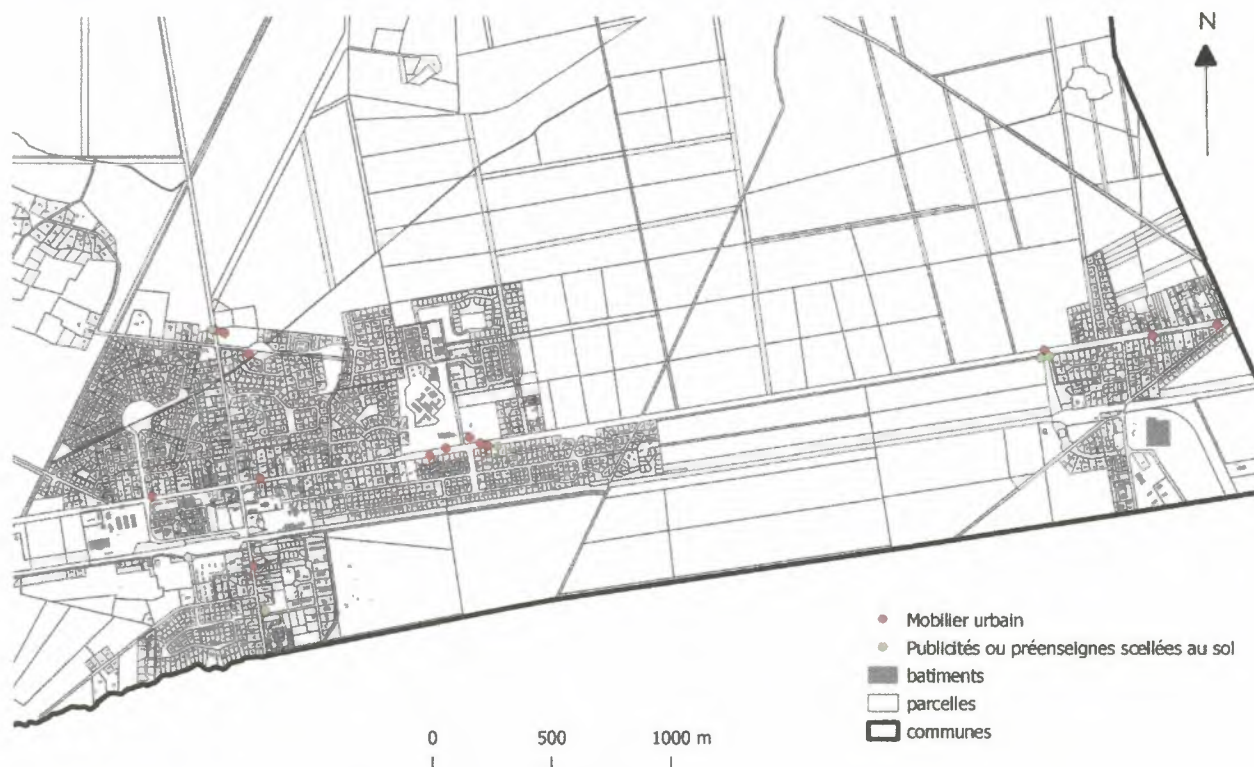 N
Mobilier urbain
Publicités ou préenseignes scellées au sol
batiments
parcelles
communes
0 500 1000 m